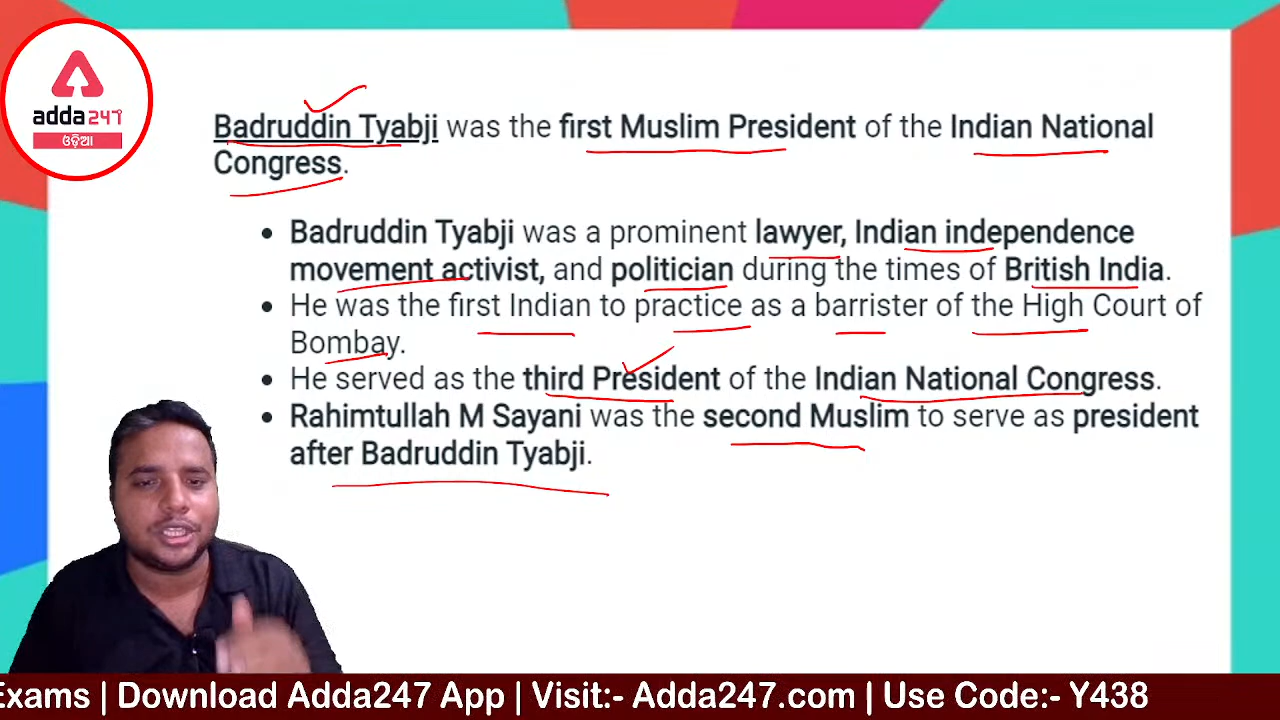 adda247
ଓଡ଼ିଆ
Badruddin Tyabji was the first Muslim President of the Indian National
Congress.
Badruddin Tyabji was a prominent lawyer, Indian independence
movement activist, and politician during the times of British India.
He was the first Indian to practice as a barrister of the High Court of
Bombay.
He served as the third President of the Indian National Congress.
Rahimtullah M Sayani was the second Muslim to serve as president
after Badruddin Tyabji.
Exams | Download Adda247 App | Visit:- Adda247.com | Use Code:- Y438